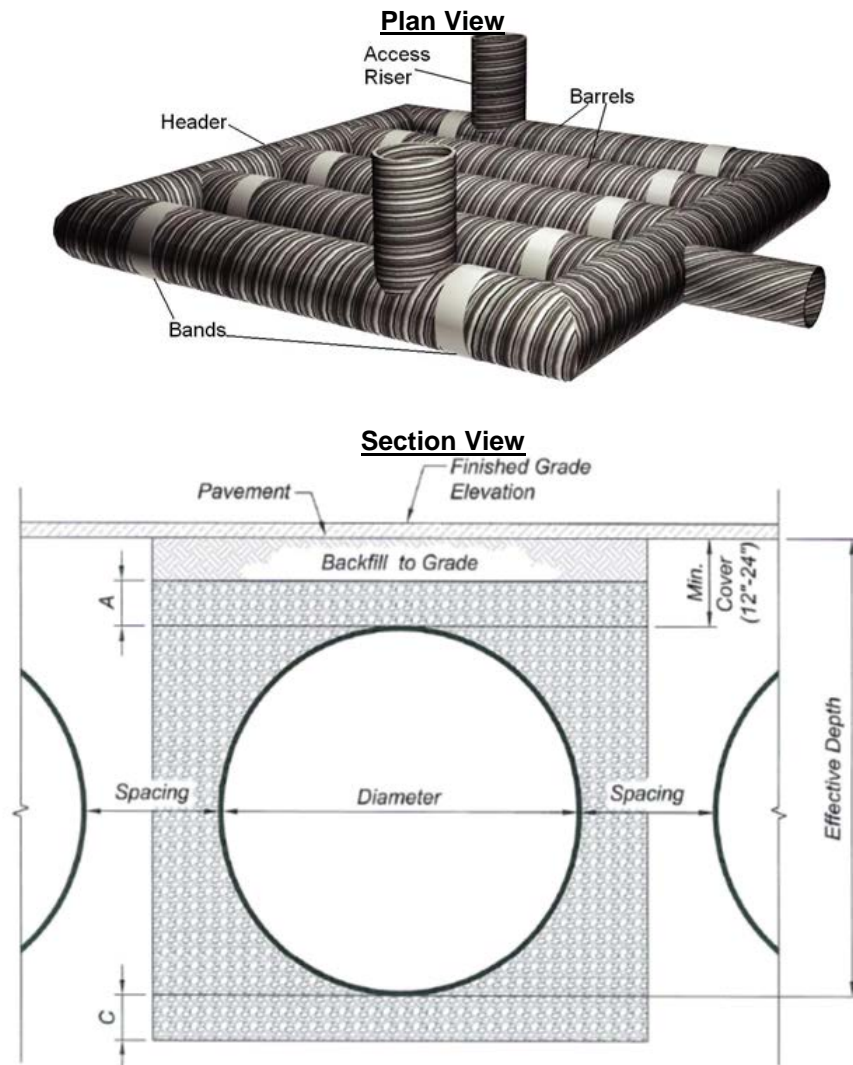 Plan View
Access
Riser
Barrels
Header
Bands
Section View
Finished Grade
Elevation
Pavement
Backfill to Grade
A
Min.
Cover
(12"-24")
Effective Depth
Spacing
Diameter
Spacing
C